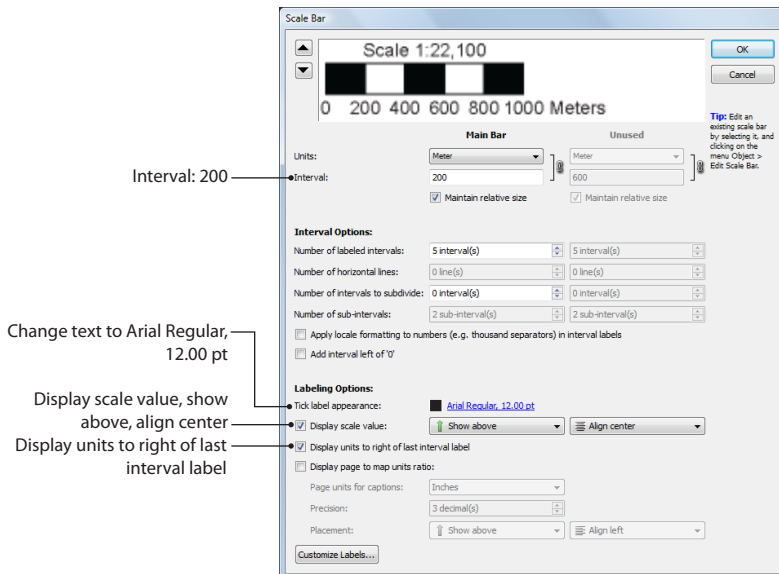 Scale Bar
Scale 1:22,100
0 200 400 600 800 1000 Meters
OK
Cancel
Tip: Edit an
existing scale bar
by selecting it, and
clicking on the
menu Object >
Edit Scale Bar.
Main Bar Unused
Units: Meter Meter
Interval: 200
Interval: 200 600
Maintain relative size Maintain relative size
Interval Options:
Number of labeled intervals: 5 interval(s) 5 interval(s)
Number of horizontal lines: 0 line(s) 0 line(s)
Number of intervals to subdivide: 0 interval(s) 0 interval(s)
Number of sub-intervals: 2 sub-interval(s) 2 sub-interval(s)
Apply locale formatting to numbers (e.g. thousand separators) in interval labels
Add interval left of '0'
Change text to Arial Regular,
12.00 pt
Labeling Options:
Tick label appearance: Arial Regular, 12.00 pt
Display scale value, show
above, align center
Display scale value: Show above Align center
Display units to right of last
interval label
Display units to right of last interval label
Display page to map units ratio:
Page units for captions: Inches
Precision: 3 decimal(s)
Placement: Show above Align left
Customize Labels...